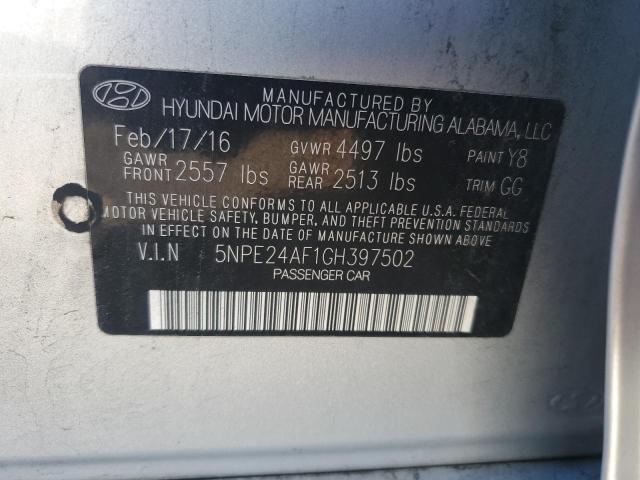 MANUFACTURED BY
HYUNDAI MOTOR MANUFACTURING ALABAMA, LLC
Feb/17/16 GVWR 4497 lbs PAINT Y8
GAWR FRONT 2557 lbs GAWR REAR 2513 lbs TRIM GG
THIS VEHICLE CONFORMS TO ALL APPLICABLE U.S.A. FEDERAL
MOTOR VEHICLE SAFETY, BUMPER, AND THEFT PREVENTION STANDARDS
IN EFFECT ON THE DATE OF MANUFACTURE SHOWN ABOVE
V.I.N 5NPE24AF1GH397502
PASSENGER CAR